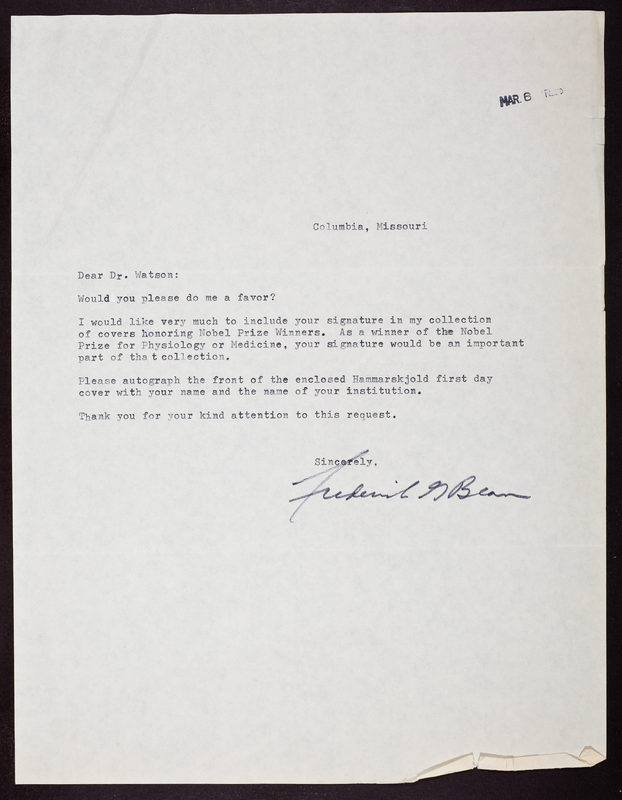 MAR. 8
Columbia, Missouri
Dear Dr. Watson:
Would you please do me a favor?
I would like very much to include your signature in my collection
of covers honoring Nobel Prize Winners. As a winner of the Nobel
Prize for Physiology or Medicine, your signature would be an important
part of tha t collection.
Please autograph the front of the enclosed Hammarskjold first day
cover with your name and the name of your institution.
Thank you for your kind attention to this request.
Sincerely,